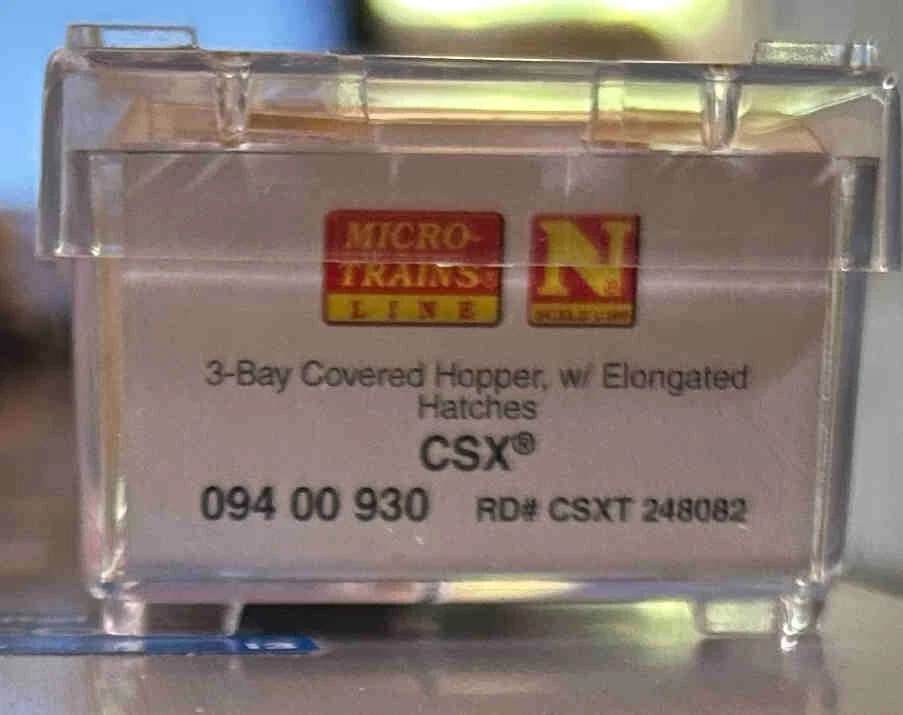 MICRO-
TRAINS®
LINE
N®
3-Bay Covered Hopper, w/ Elongated
Hatches
CSX®
094 00 930 RD# CSXT 248082